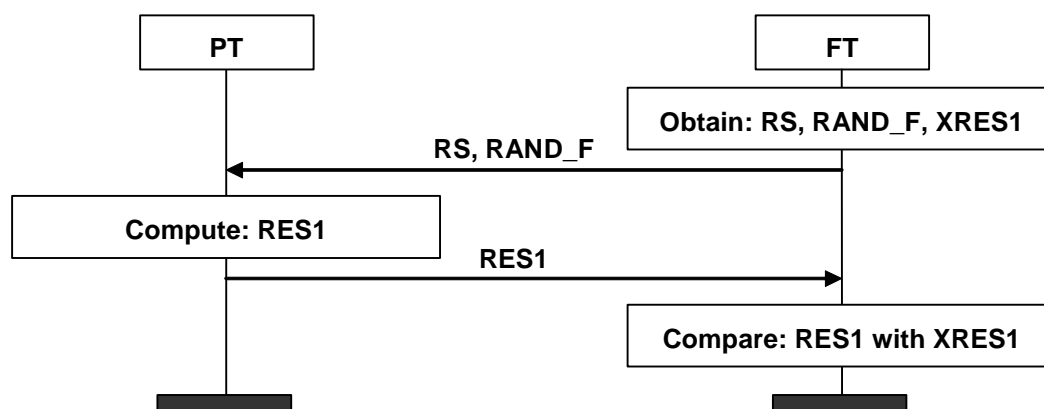 PT
FT
Obtain: RS, RAND_F, XRES1
RS, RAND_F
Compute: RES1
RES1
Compare: RES1 with XRES1